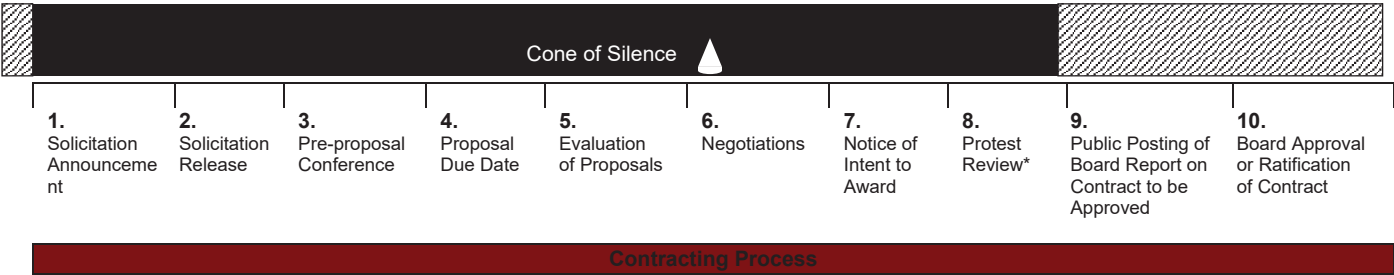 Cone of Silence
1.
Solicitation
Announceme
nt
2.
Solicitation
Release
3.
Pre-proposal
Conference
4.
Proposal
Due Date
5.
Evaluation
of Proposals
6.
Negotiations
7.
Notice of
Intent to
Award
8.
Protest
Review*
9.
Public Posting of
Board Report on
Contract to be
Approved
10.
Board Approval
or Ratification
of Contract
Contracting Process